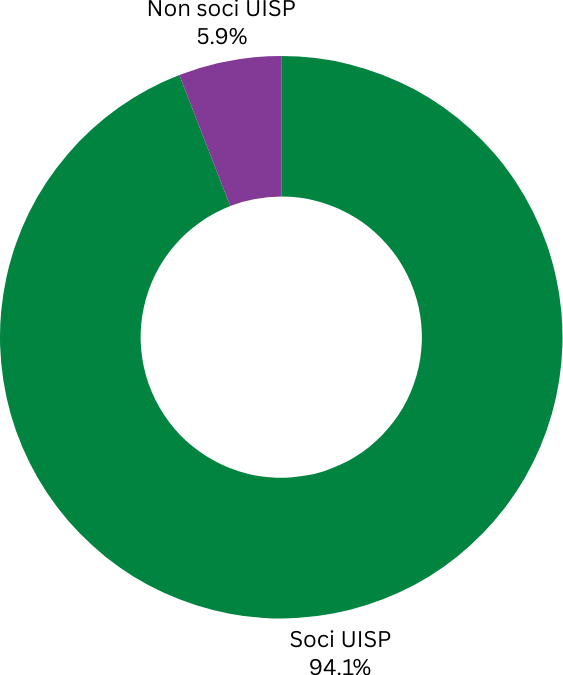 Non soci UISP
5.9%
Soci UISP
94.1%